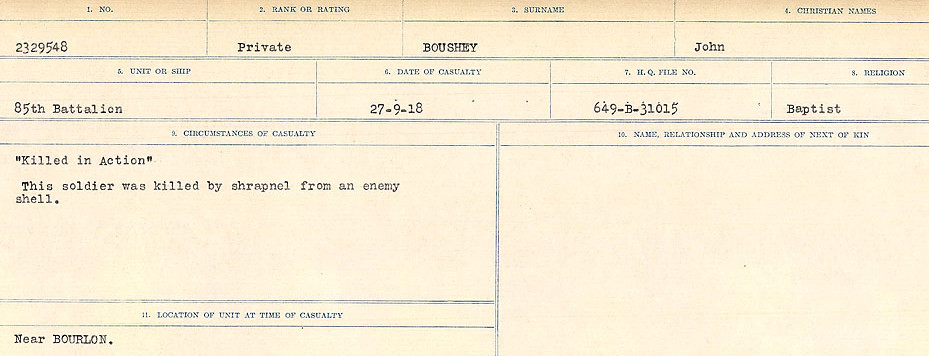 1. NO. 2. RANK OR RATING 3. SURNAME 4. CHRISTIAN NAMES
2329548 Private BOUSHEY John
5. UNIT OR SHIP 6. DATE OF CASUALTY 7. H. Q. FILE NO. 8. RELIGION
85th Battalion 27-9-18 649-B-31015 Baptist
9. CIRCUMSTANCES OF CASUALTY
"Killed in Action"
This soldier was killed by shrapnel from an enemy
shell.
10. NAME, RELATIONSHIP AND ADDRESS OF NEXT OF KIN
11. LOCATION OF UNIT AT TIME OF CASUALTY
Near BOURLON.